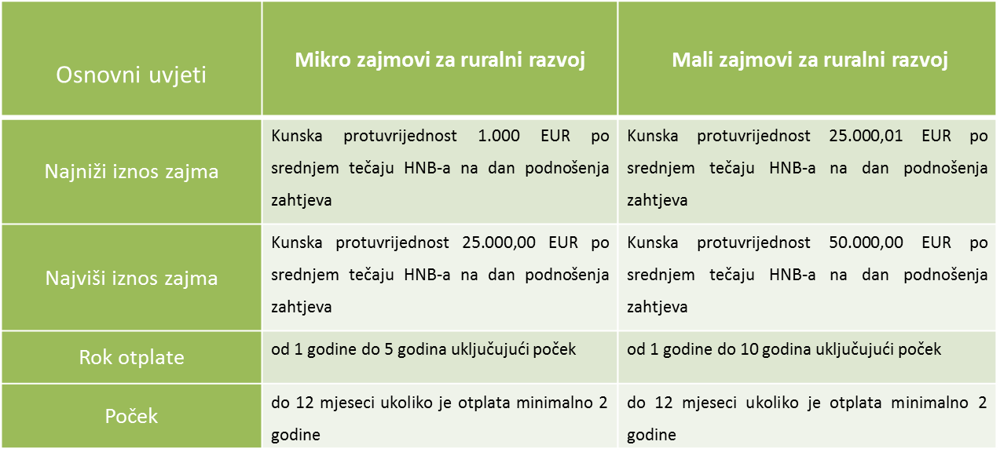 Osnovni uvjeti
Mikro zajmovi za ruralni razvoj
Mali zajmovi za ruralni razvoj
Najniži iznos zajma
Kunska protuvrijednost 1.000 EUR po
srednjem tečaju HNB-a na dan podnošenja
zahtjeva
Kunska protuvrijednost 25.000,01 EUR po
srednjem tečaju HNB-a na dan podnošenja
zahtjeva
Najviši iznos zajma
Kunska protuvrijednost 25.000,00 EUR po
srednjem tečaju HNB-a na dan podnošenja
zahtjeva
Kunska protuvrijednost 50.000,00 EUR po
srednjem tečaju HNB-a na dan podnošenja
zahtjeva
Rok otplate
od 1 godine do 5 godina uključujući poček
od 1 godine do 10 godina uključujući poček
Poček
do 12 mjeseci ukoliko je otplata minimalno 2
godine
do 12 mjeseci ukoliko je otplata minimalno 2
godine